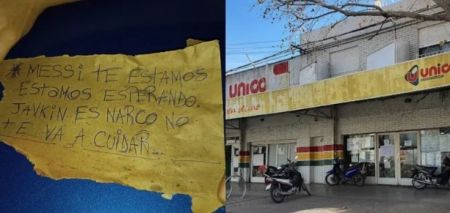 * MESSI TE ESTAMOS
ESTAMOS ESPERANDO.
JAVKIN ES NARCO NO
TE VA A CUIDAR...
UNICO
unico